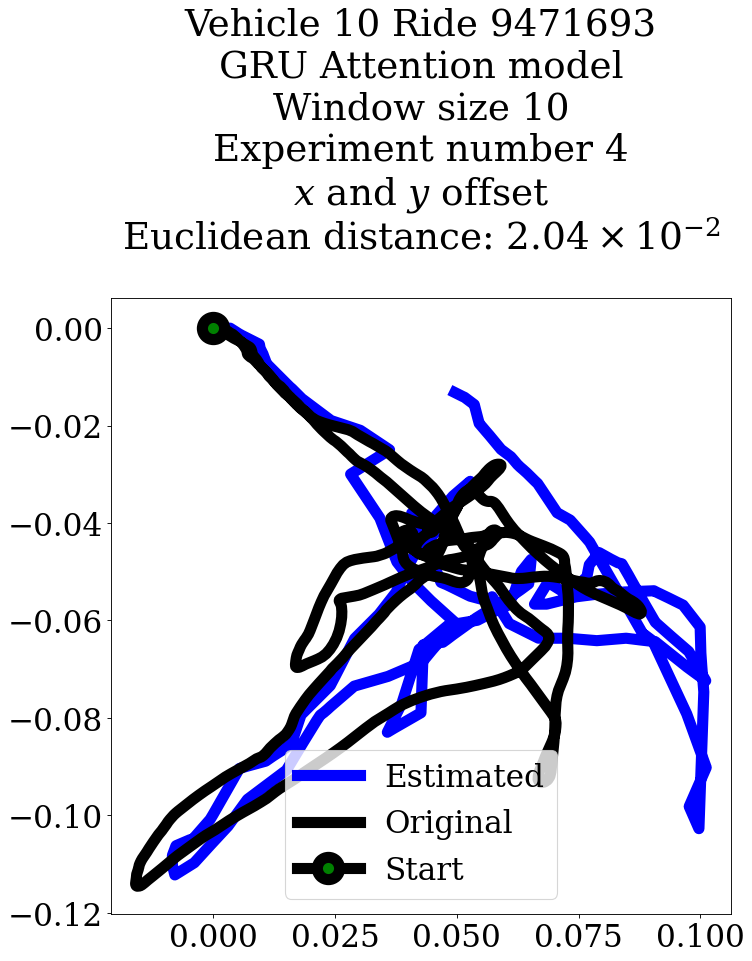 Vehicle 10 Ride 9471693
GRU Attention model
Window size 10
Experiment number 4
x and y offset
Euclidean distance: 2.04 × 10⁻²
0.00
−0.02
−0.04
−0.06
−0.08
−0.10
−0.12
Estimated
Original
Start
0.000 0.025 0.050 0.075 0.100